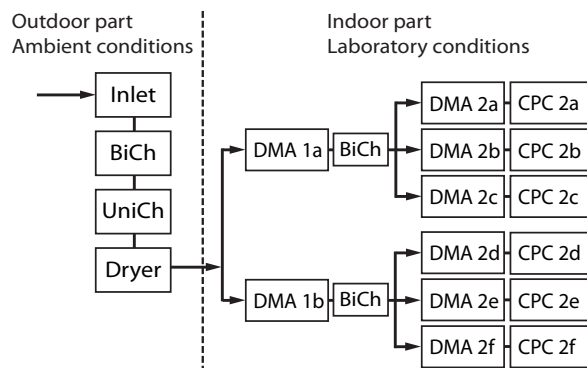 Outdoor part
Ambient conditions
Indoor part
Laboratory conditions
Inlet
BiCh
UniCh
Dryer
DMA 1a
BiCh
DMA 2a
CPC 2a
DMA 2b
CPC 2b
DMA 2c
CPC 2c
DMA 1b
BiCh
DMA 2d
CPC 2d
DMA 2e
CPC 2e
DMA 2f
CPC 2f